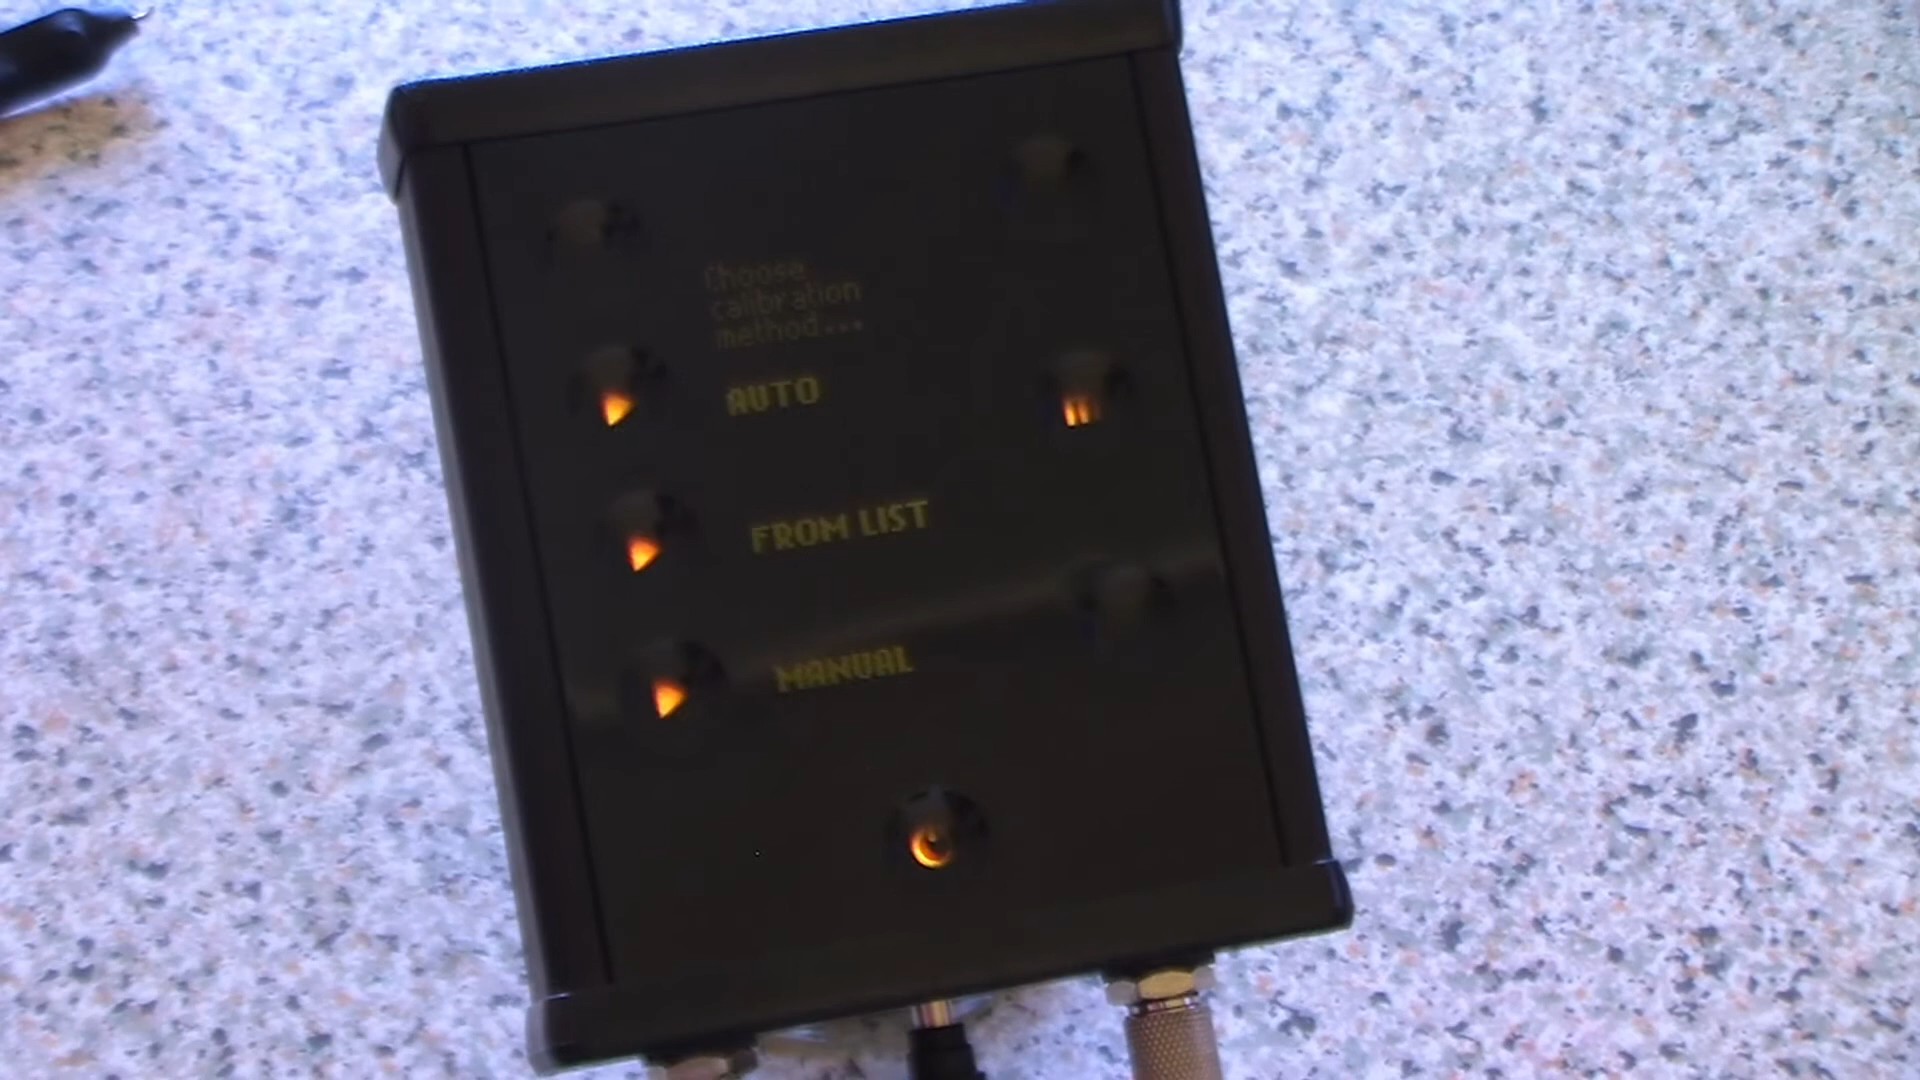 Choose
calibration
method...
AUTO
FROM LIST
MANUAL